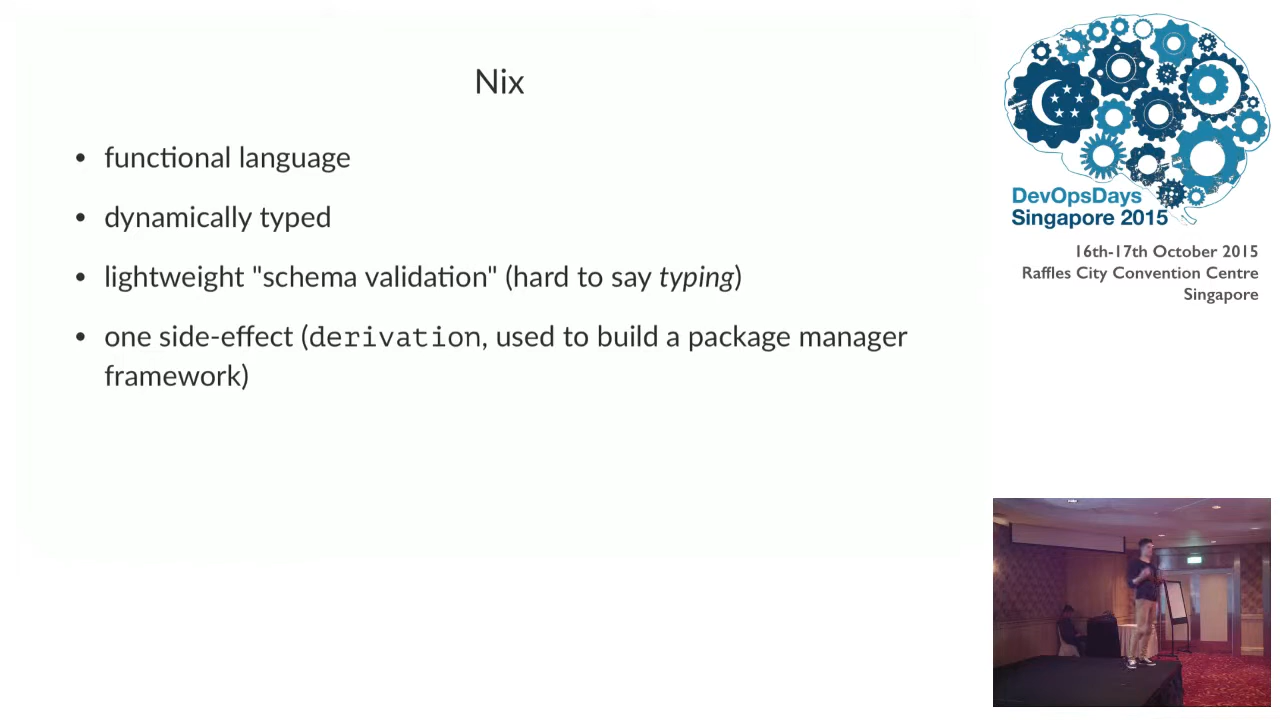 Nix
• functional language
• dynamically typed
• lightweight "schema validation" (hard to say typing)
• one side-effect (derivation, used to build a package manager
framework)
DevOpsDays
Singapore 2015
16th-17th October 2015
Raffles City Convention Centre
Singapore